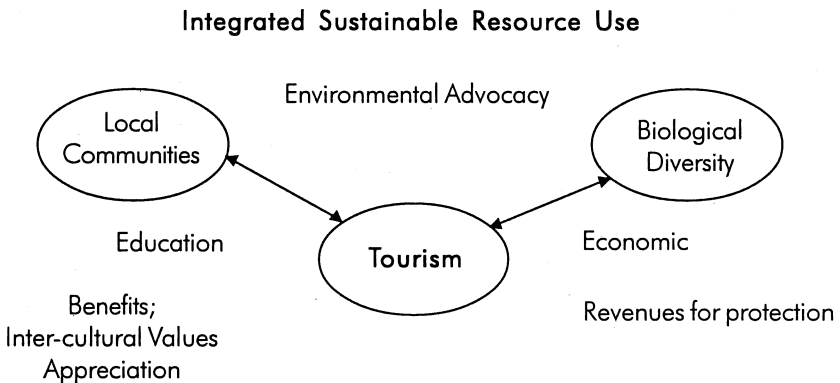 Integrated Sustainable Resource Use
Environmental Advocacy
Local
Communities
Biological
Diversity
Tourism
Education
Economic
Benefits;
Inter-cultural Values
Appreciation
Revenues for protection